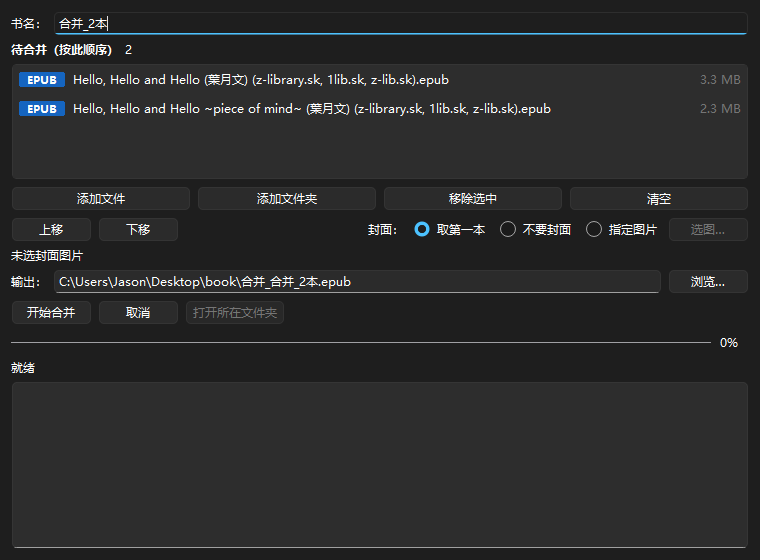 书名： 合并_2本
待合并（按此顺序） 2
EPUB Hello, Hello and Hello (葉月文) (z-library.sk, 1lib.sk, z-lib.sk).epub 3.3 MB
EPUB Hello, Hello and Hello ~piece of mind~ (葉月文) (z-library.sk, 1lib.sk, z-lib.sk).epub 2.3 MB
添加文件 添加文件夹 移除选中 清空
上移 下移 封面： 取第一本 不要封面 指定图片 选图...
未选封面图片
输出： C:\Users\Jason\Desktop\book\合并_合并_2本.epub 浏览...
开始合并 取消 打开所在文件夹
0%
就绪